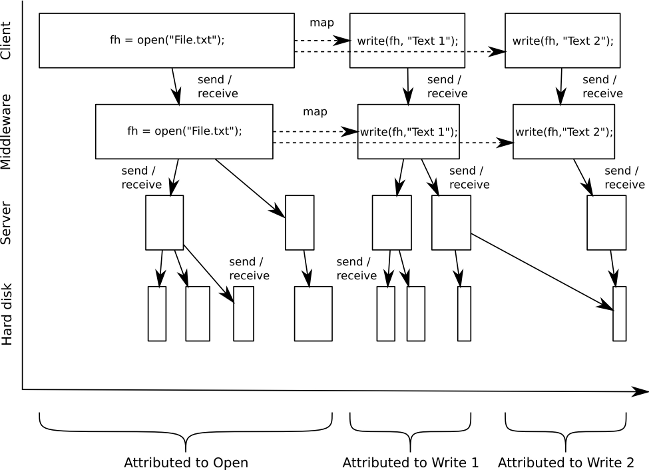 Client
fh = open("File.txt");
map
write(fh, "Text 1");
write(fh, "Text 2");
send /
receive
send /
receive
send /
receive
Middleware
fh = open("File.txt");
map
write(fh,"Text 1");
write(fh,"Text 2");
send /
receive
send /
receive
send /
receive
Server
send /
receive
send /
receive
Hard disk
Attributed to Open
Attributed to Write 1
Attributed to Write 2